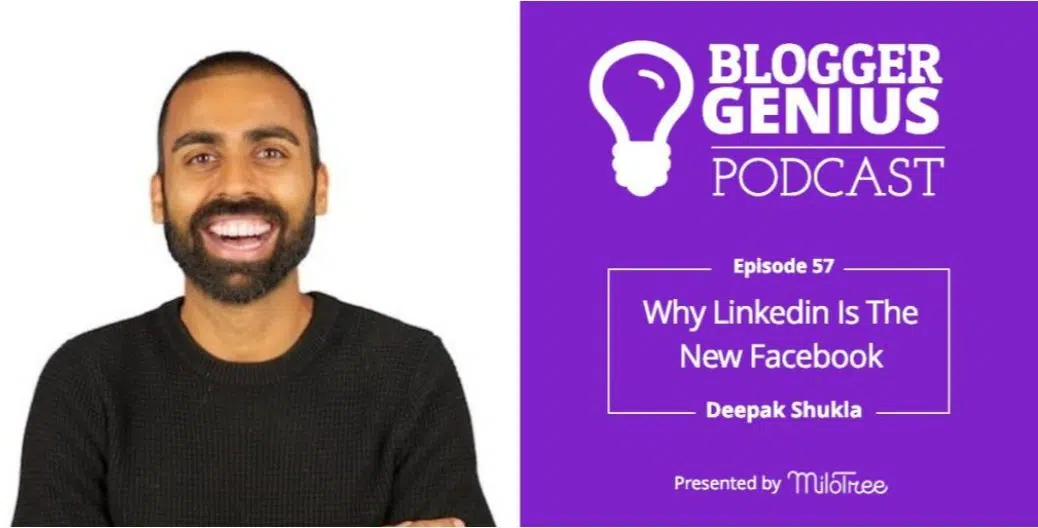 BLOGGER
GENIUS
PODCAST
Episode 57
Why Linkedin Is The
New Facebook
Deepak Shukla
Presented by MiloTree